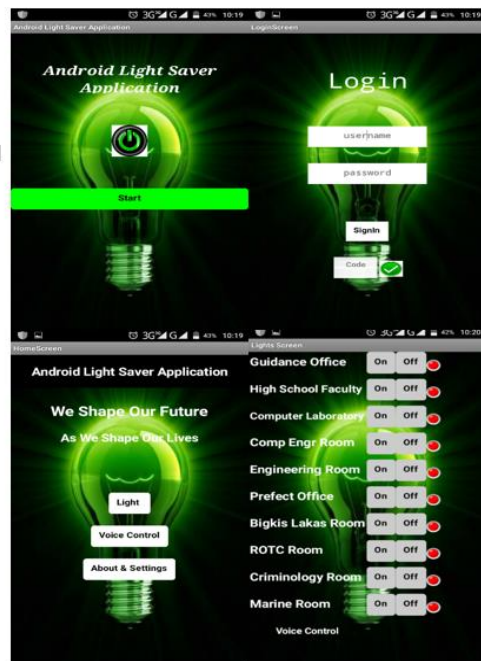 3G G 43% 10:19
Android Light Saver Application
Android Light Saver
Application
Start
3G G 43% 10:19
LoginScreen
Login
username
password
SignIn
Code
3G G 43% 10:19
HomeScreen
Android Light Saver Application
We Shape Our Future
As We Shape Our Lives
Light
Voice Control
About & Settings
3G G 42% 10:20
Lights Screen
Guidance Office On Off
High School Faculty On Off
Computer Laboratory On Off
Comp Engr Room On Off
Engineering Room On Off
Prefect Office On Off
Bigkis Lakas Room On Off
ROTC Room On Off
Criminology Room On Off
Marine Room On Off
Voice Control